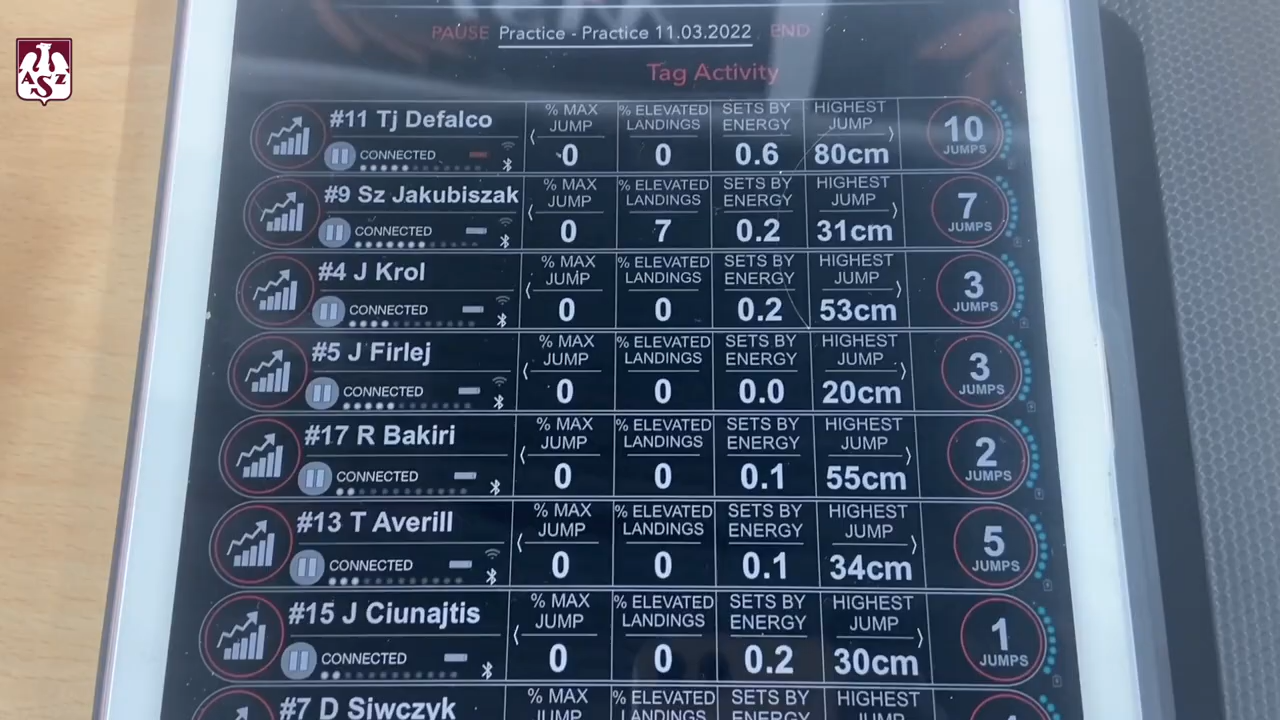 AZS
PAUSE Practice - Practice 11.03.2022 END
Tag Activity
#11 Tj Defalco
CONNECTED
% MAX JUMP
0
% ELEVATED LANDINGS
0
SETS BY ENERGY
0.6
HIGHEST JUMP
80cm
10 JUMPS
#9 Sz Jakubiszak
CONNECTED
% MAX JUMP
0
% ELEVATED LANDINGS
7
SETS BY ENERGY
0.2
HIGHEST JUMP
31cm
7 JUMPS
#4 J Krol
CONNECTED
% MAX JUMP
0
% ELEVATED LANDINGS
0
SETS BY ENERGY
0.2
HIGHEST JUMP
53cm
3 JUMPS
#5 J Firlej
CONNECTED
% MAX JUMP
0
% ELEVATED LANDINGS
0
SETS BY ENERGY
0.0
HIGHEST JUMP
20cm
3 JUMPS
#17 R Bakiri
CONNECTED
% MAX JUMP
0
% ELEVATED LANDINGS
0
SETS BY ENERGY
0.1
HIGHEST JUMP
55cm
2 JUMPS
#13 T Averill
CONNECTED
% MAX JUMP
0
% ELEVATED LANDINGS
0
SETS BY ENERGY
0.1
HIGHEST JUMP
34cm
5 JUMPS
#15 J Ciunajtis
CONNECTED
% MAX JUMP
0
% ELEVATED LANDINGS
0
SETS BY ENERGY
0.2
HIGHEST JUMP
30cm
1 JUMPS
#7 D Siwczyk
% MAX JUMP
% ELEVATED LANDINGS
SETS BY ENERGY
HIGHEST JUMP